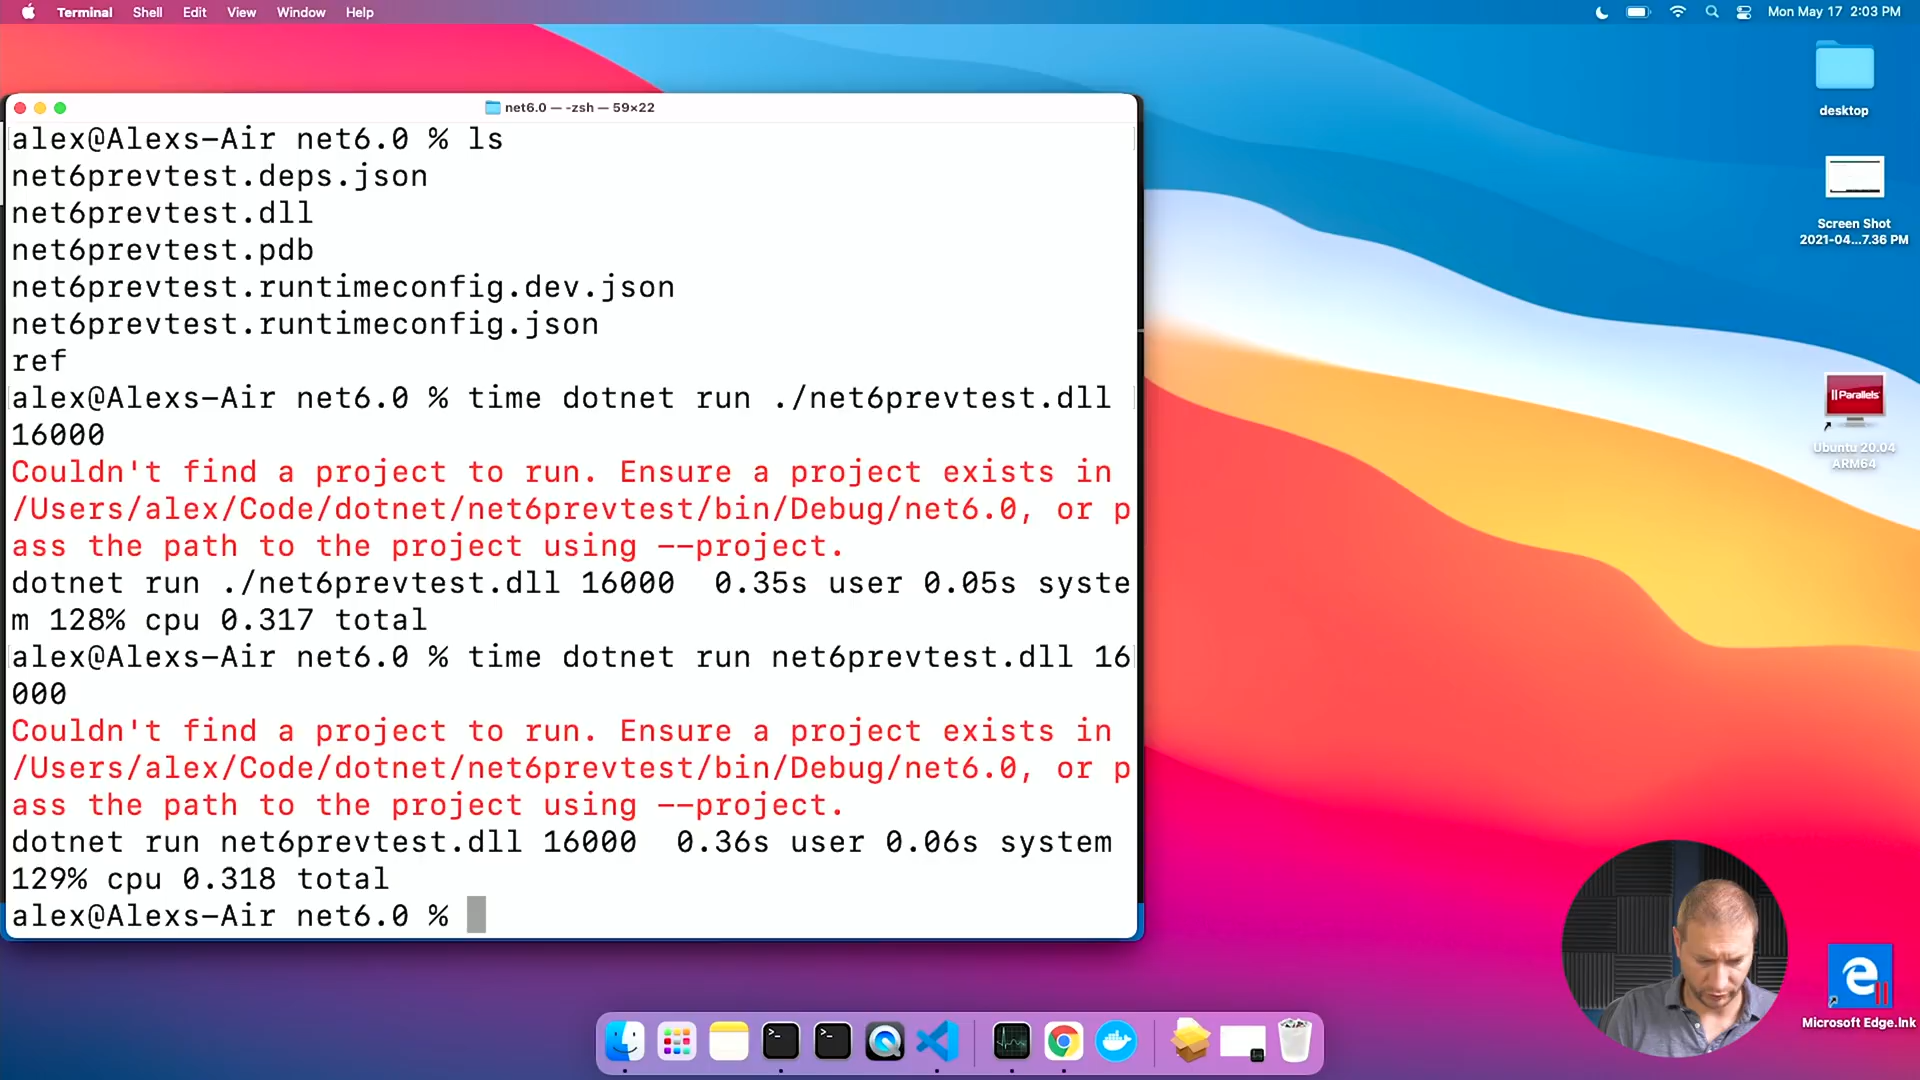 Terminal Shell Edit View Window Help
Mon May 17 2:03 PM
desktop
Screen Shot
2021-04...7.36 PM
net6.0 — -zsh — 59×22
alex@Alexs-Air net6.0 % ls
net6prevtest.deps.json
net6prevtest.dll
net6prevtest.pdb
net6prevtest.runtimeconfig.dev.json
net6prevtest.runtimeconfig.json
ref
alex@Alexs-Air net6.0 % time dotnet run ./net6prevtest.dll
16000
Couldn't find a project to run. Ensure a project exists in
/Users/alex/Code/dotnet/net6prevtest/bin/Debug/net6.0, or p
ass the path to the project using --project.
dotnet run ./net6prevtest.dll 16000  0.35s user 0.05s syste
m 128% cpu 0.317 total
alex@Alexs-Air net6.0 % time dotnet run net6prevtest.dll 16
000
Couldn't find a project to run. Ensure a project exists in
/Users/alex/Code/dotnet/net6prevtest/bin/Debug/net6.0, or p
ass the path to the project using --project.
dotnet run net6prevtest.dll 16000  0.36s user 0.06s system
129% cpu 0.318 total
alex@Alexs-Air net6.0 %
Parallels
Ubuntu 20.04
ARM64
Microsoft Edge.lnk